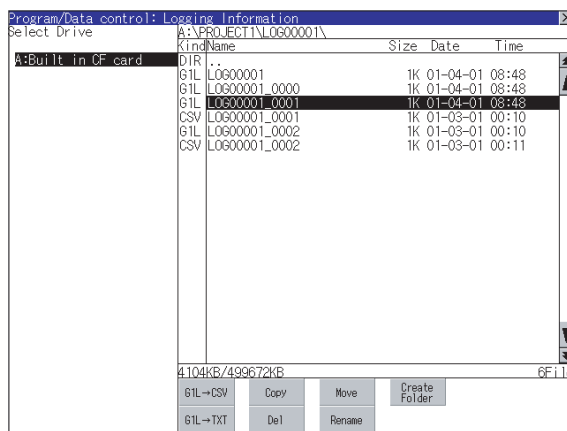 Program/Data control: Logging Information
Select Drive
A:\PROJECT1\LOG00001\
Kind Name Size Date Time
A:Built in CF card
DIR ..
G1L LOG00001 1K 01-04-01 08:48
G1L LOG00001_0000 1K 01-04-01 08:48
G1L LOG00001_0001 1K 01-04-01 08:48
CSV LOG00001_0001 1K 01-03-01 00:10
G1L LOG00001_0002 1K 01-03-01 00:10
CSV LOG00001_0002 1K 01-03-01 00:11
4104KB/499672KB 6File
G1L→CSV Copy Move Create Folder
G1L→TXT Del Rename